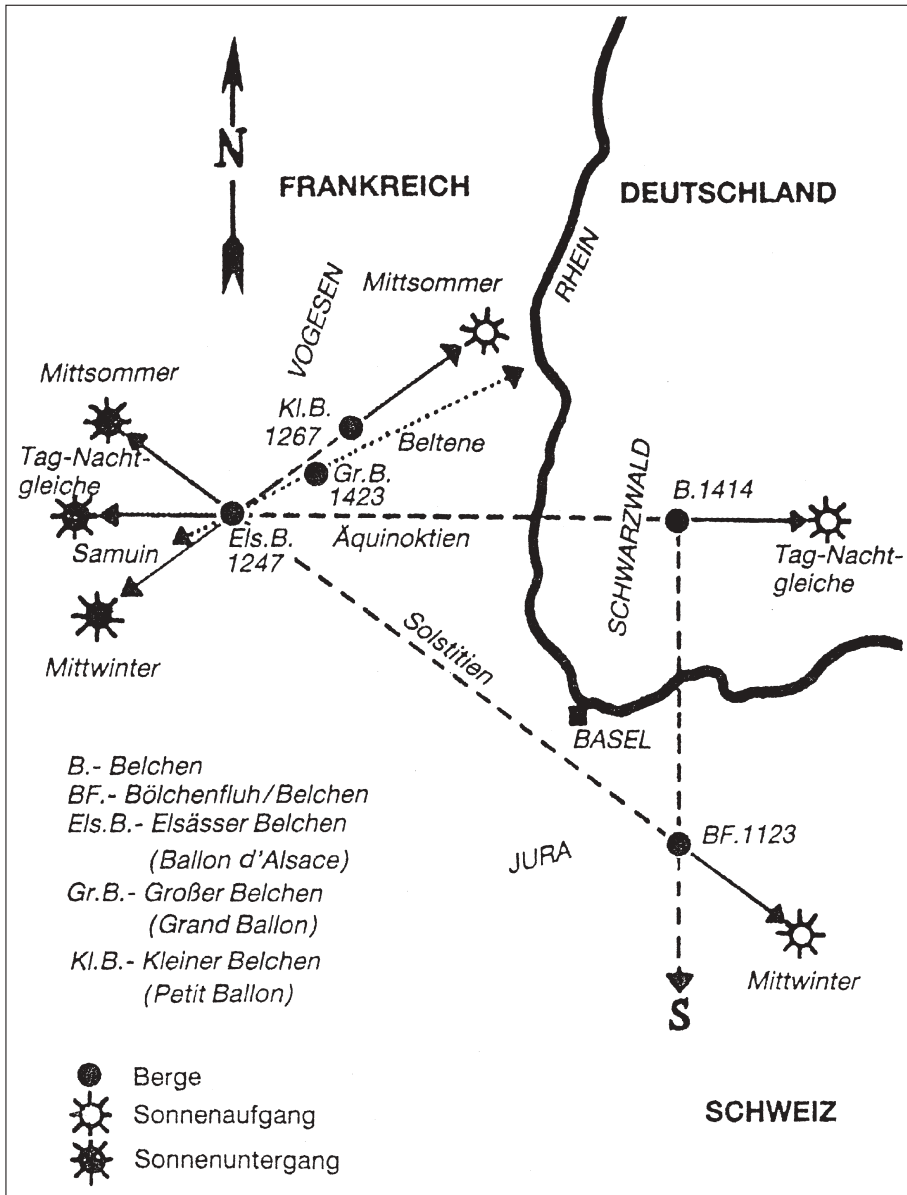 N
FRANKREICH
DEUTSCHLAND
RHEIN
VOGESEN
Mittsommer
Mittsommer
Kl.B.
1267
Beltene
Tag-Nacht-
gleiche
Gr.B.
1423
SCHWARZWALD
B.1414
Samuin
Els.B.
1247
Äquinoktien
Tag-Nacht-
gleiche
Mittwinter
Solstitien
BASEL
B.- Belchen
BF.- Bölchenfluh/Belchen
Els.B.- Elsässer Belchen
(Ballon d'Alsace)
Gr.B.- Großer Belchen
(Grand Ballon)
Kl.B.- Kleiner Belchen
(Petit Ballon)
JURA
BF.1123
Mittwinter
S
Berge
Sonnenaufgang
Sonnenuntergang
SCHWEIZ